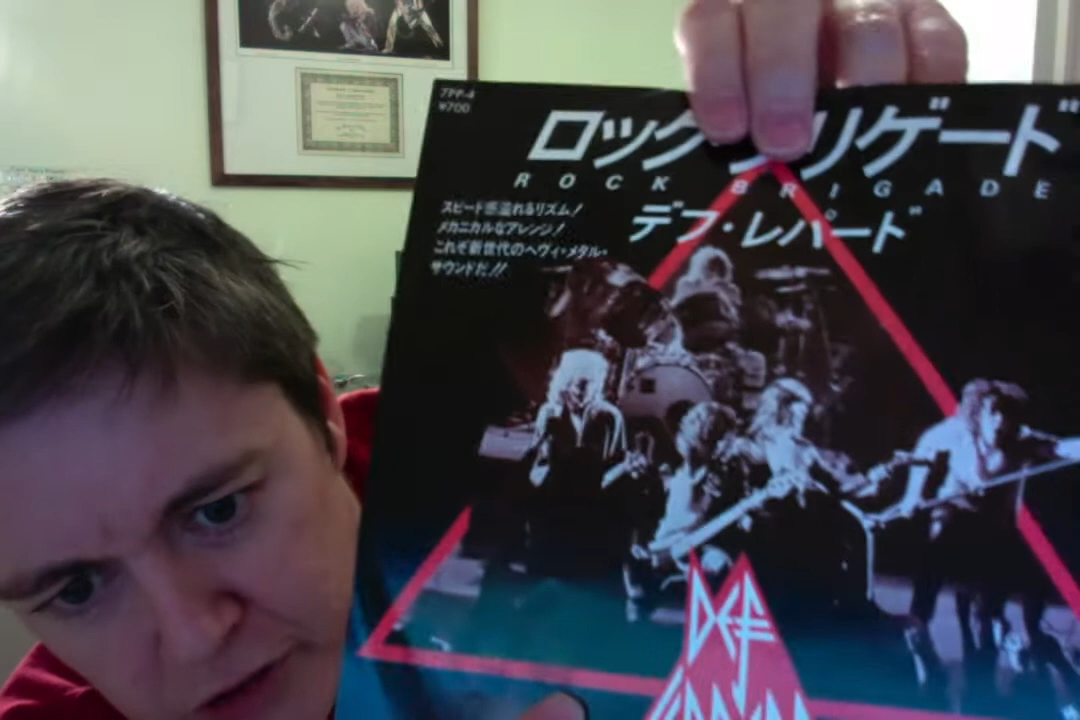 7PP-4
¥700
ロックブリゲード
ROCK BRIGADE
デフ・レパード
スピード感溢れるリズム!
メカニカルなアレンジ!
これぞ新世代のヘヴィ・メタル・
サウンドだ!!
DEF